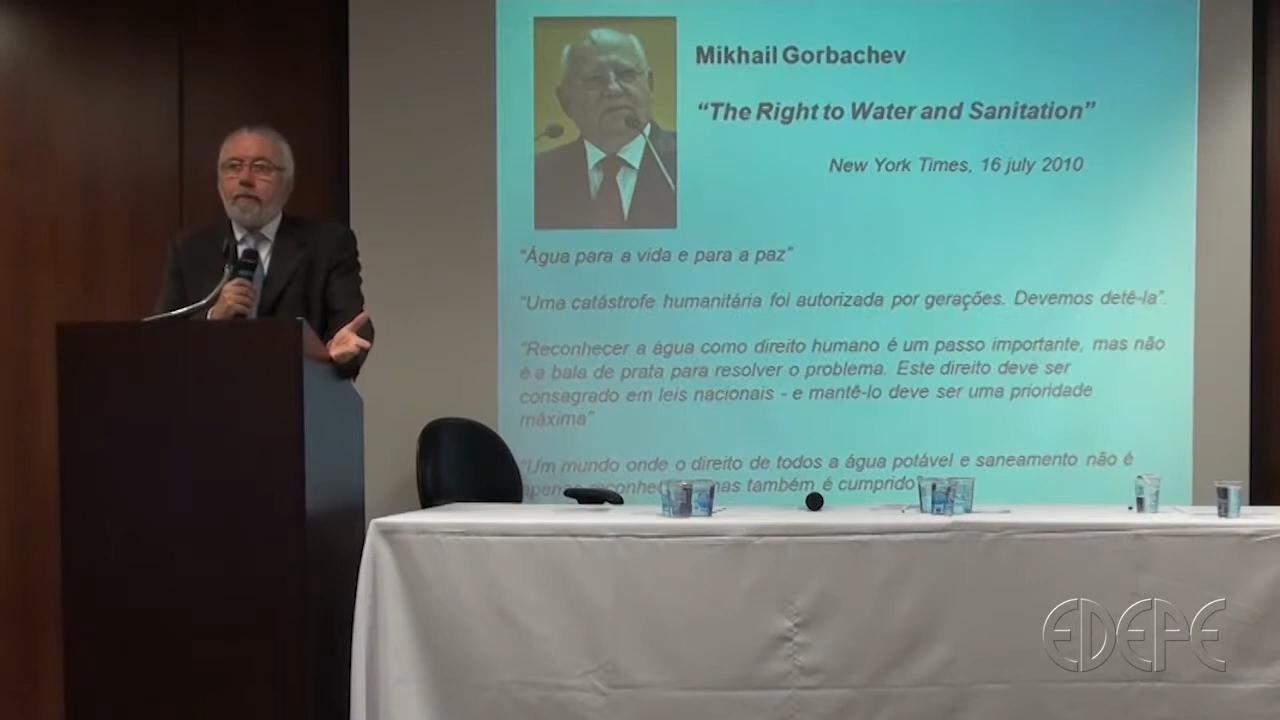 Mikhail Gorbachev
“The Right to Water and Sanitation”
New York Times, 16 july 2010
“Água para a vida e para a paz”
“Uma catástrofe humanitária foi autorizada por gerações. Devemos detê-la”.
“Reconhecer a água como direito humano é um passo importante, mas não
é a bala de prata para resolver o problema. Este direito deve ser
consagrado em leis nacionais - e mantê-lo deve ser uma prioridade
máxima”
“Um mundo onde o direito de todos a água potável e saneamento não é
apenas mas também é cumprido
EDEPE